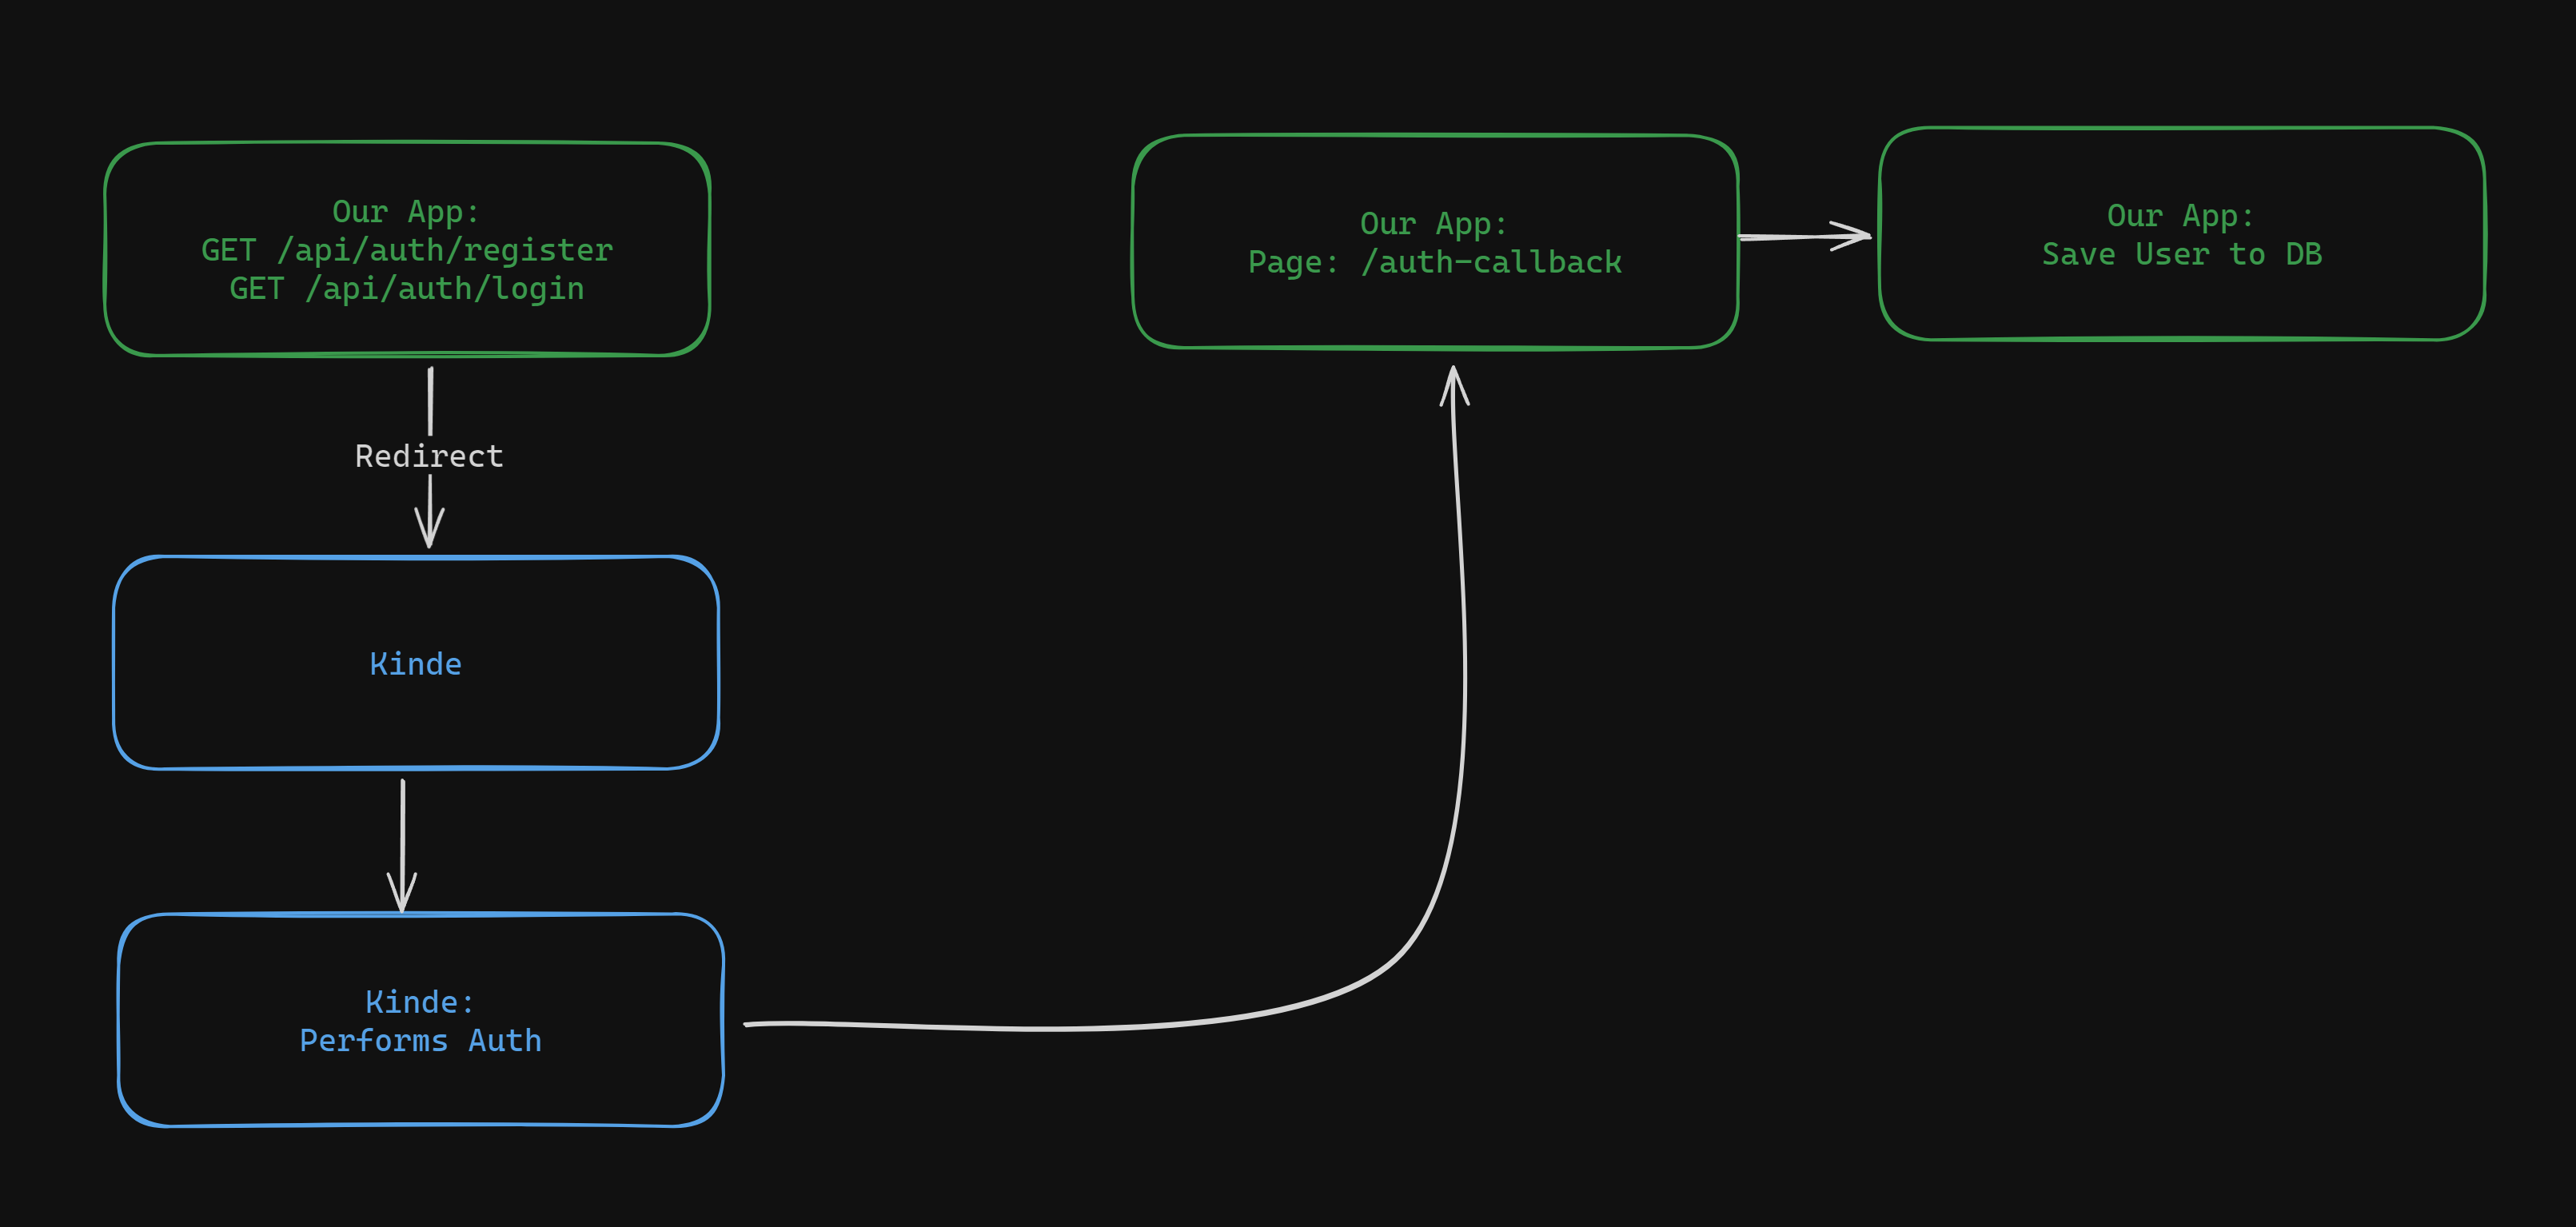 Our App:
GET /api/auth/register
GET /api/auth/login
Redirect
Kinde
Kinde:
Performs Auth
Our App:
Page: /auth-callback
Our App:
Save User to DB